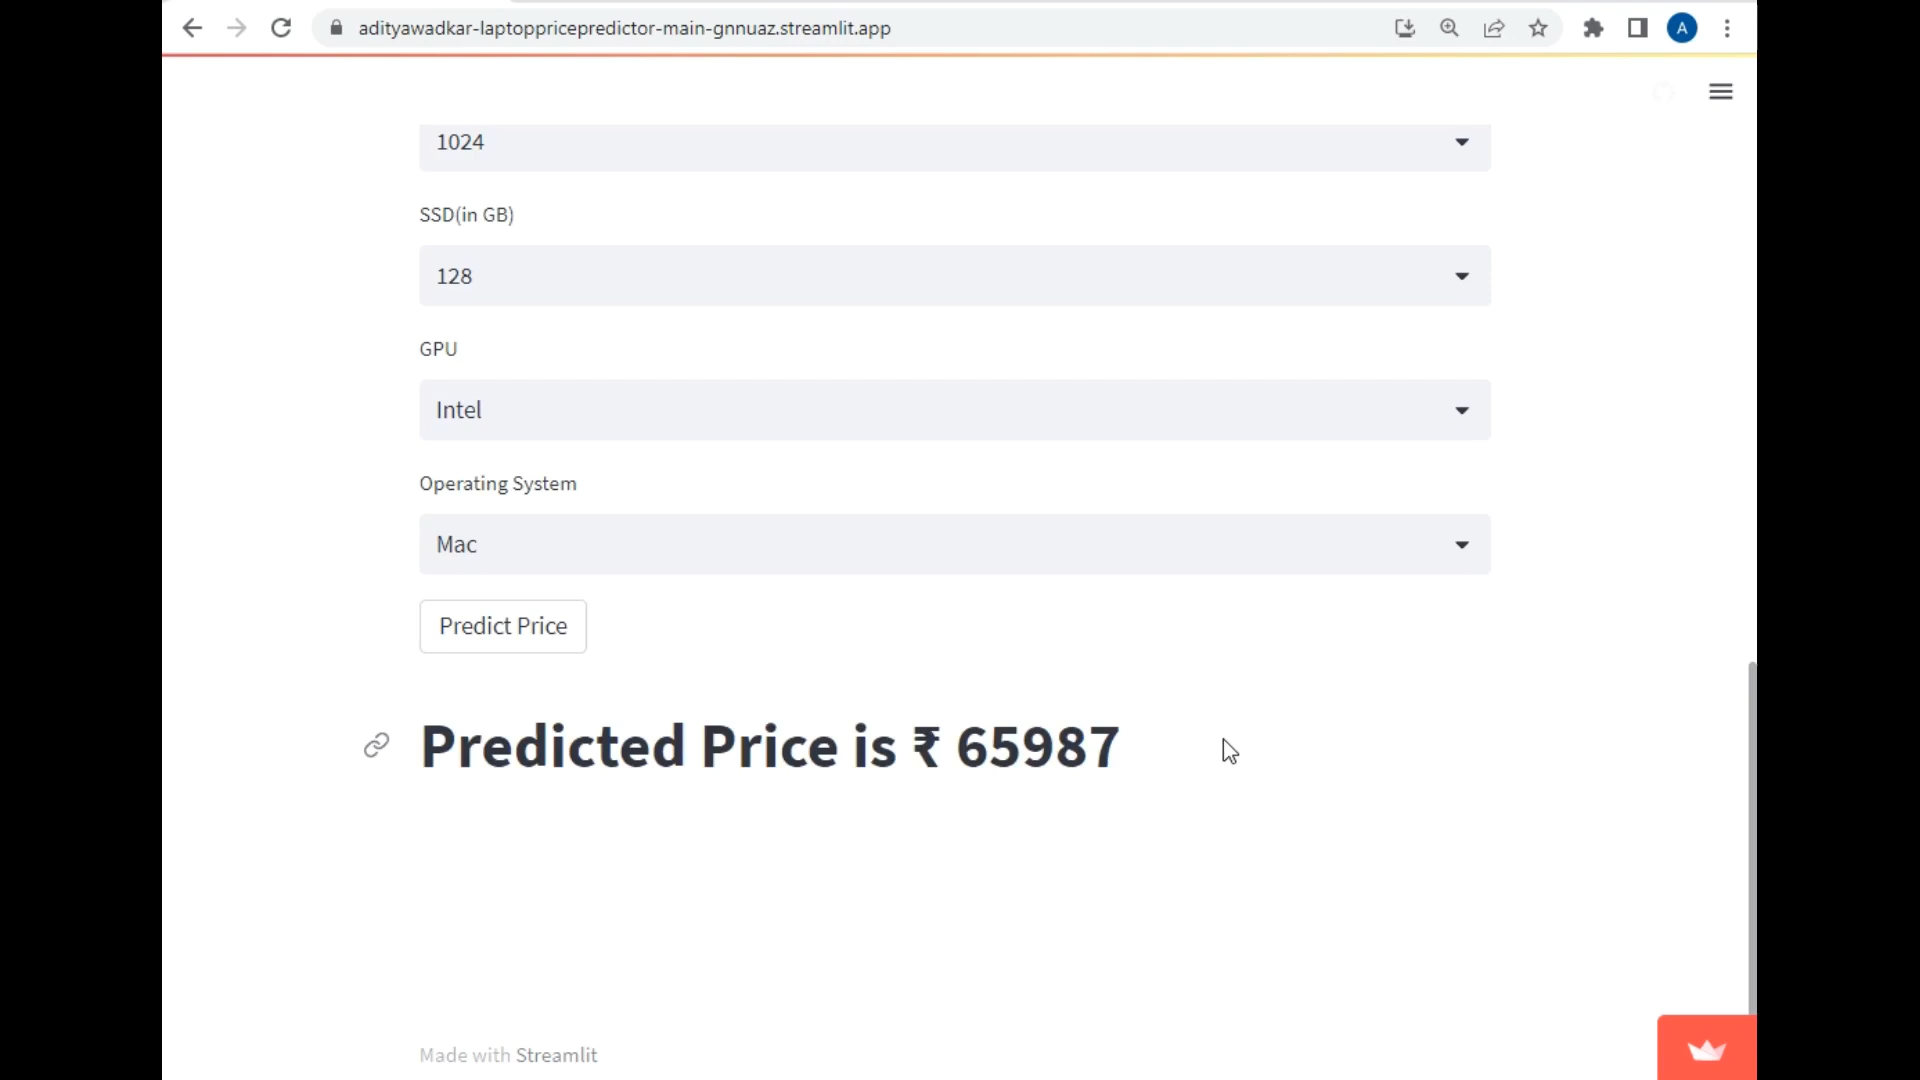 adityawadkar-laptoppricepredictor-main-gnnuaz.streamlit.app
A
1024
SSD(in GB)
128
GPU
Intel
Operating System
Mac
Predict Price
Predicted Price is ₹ 65987
Made with Streamlit